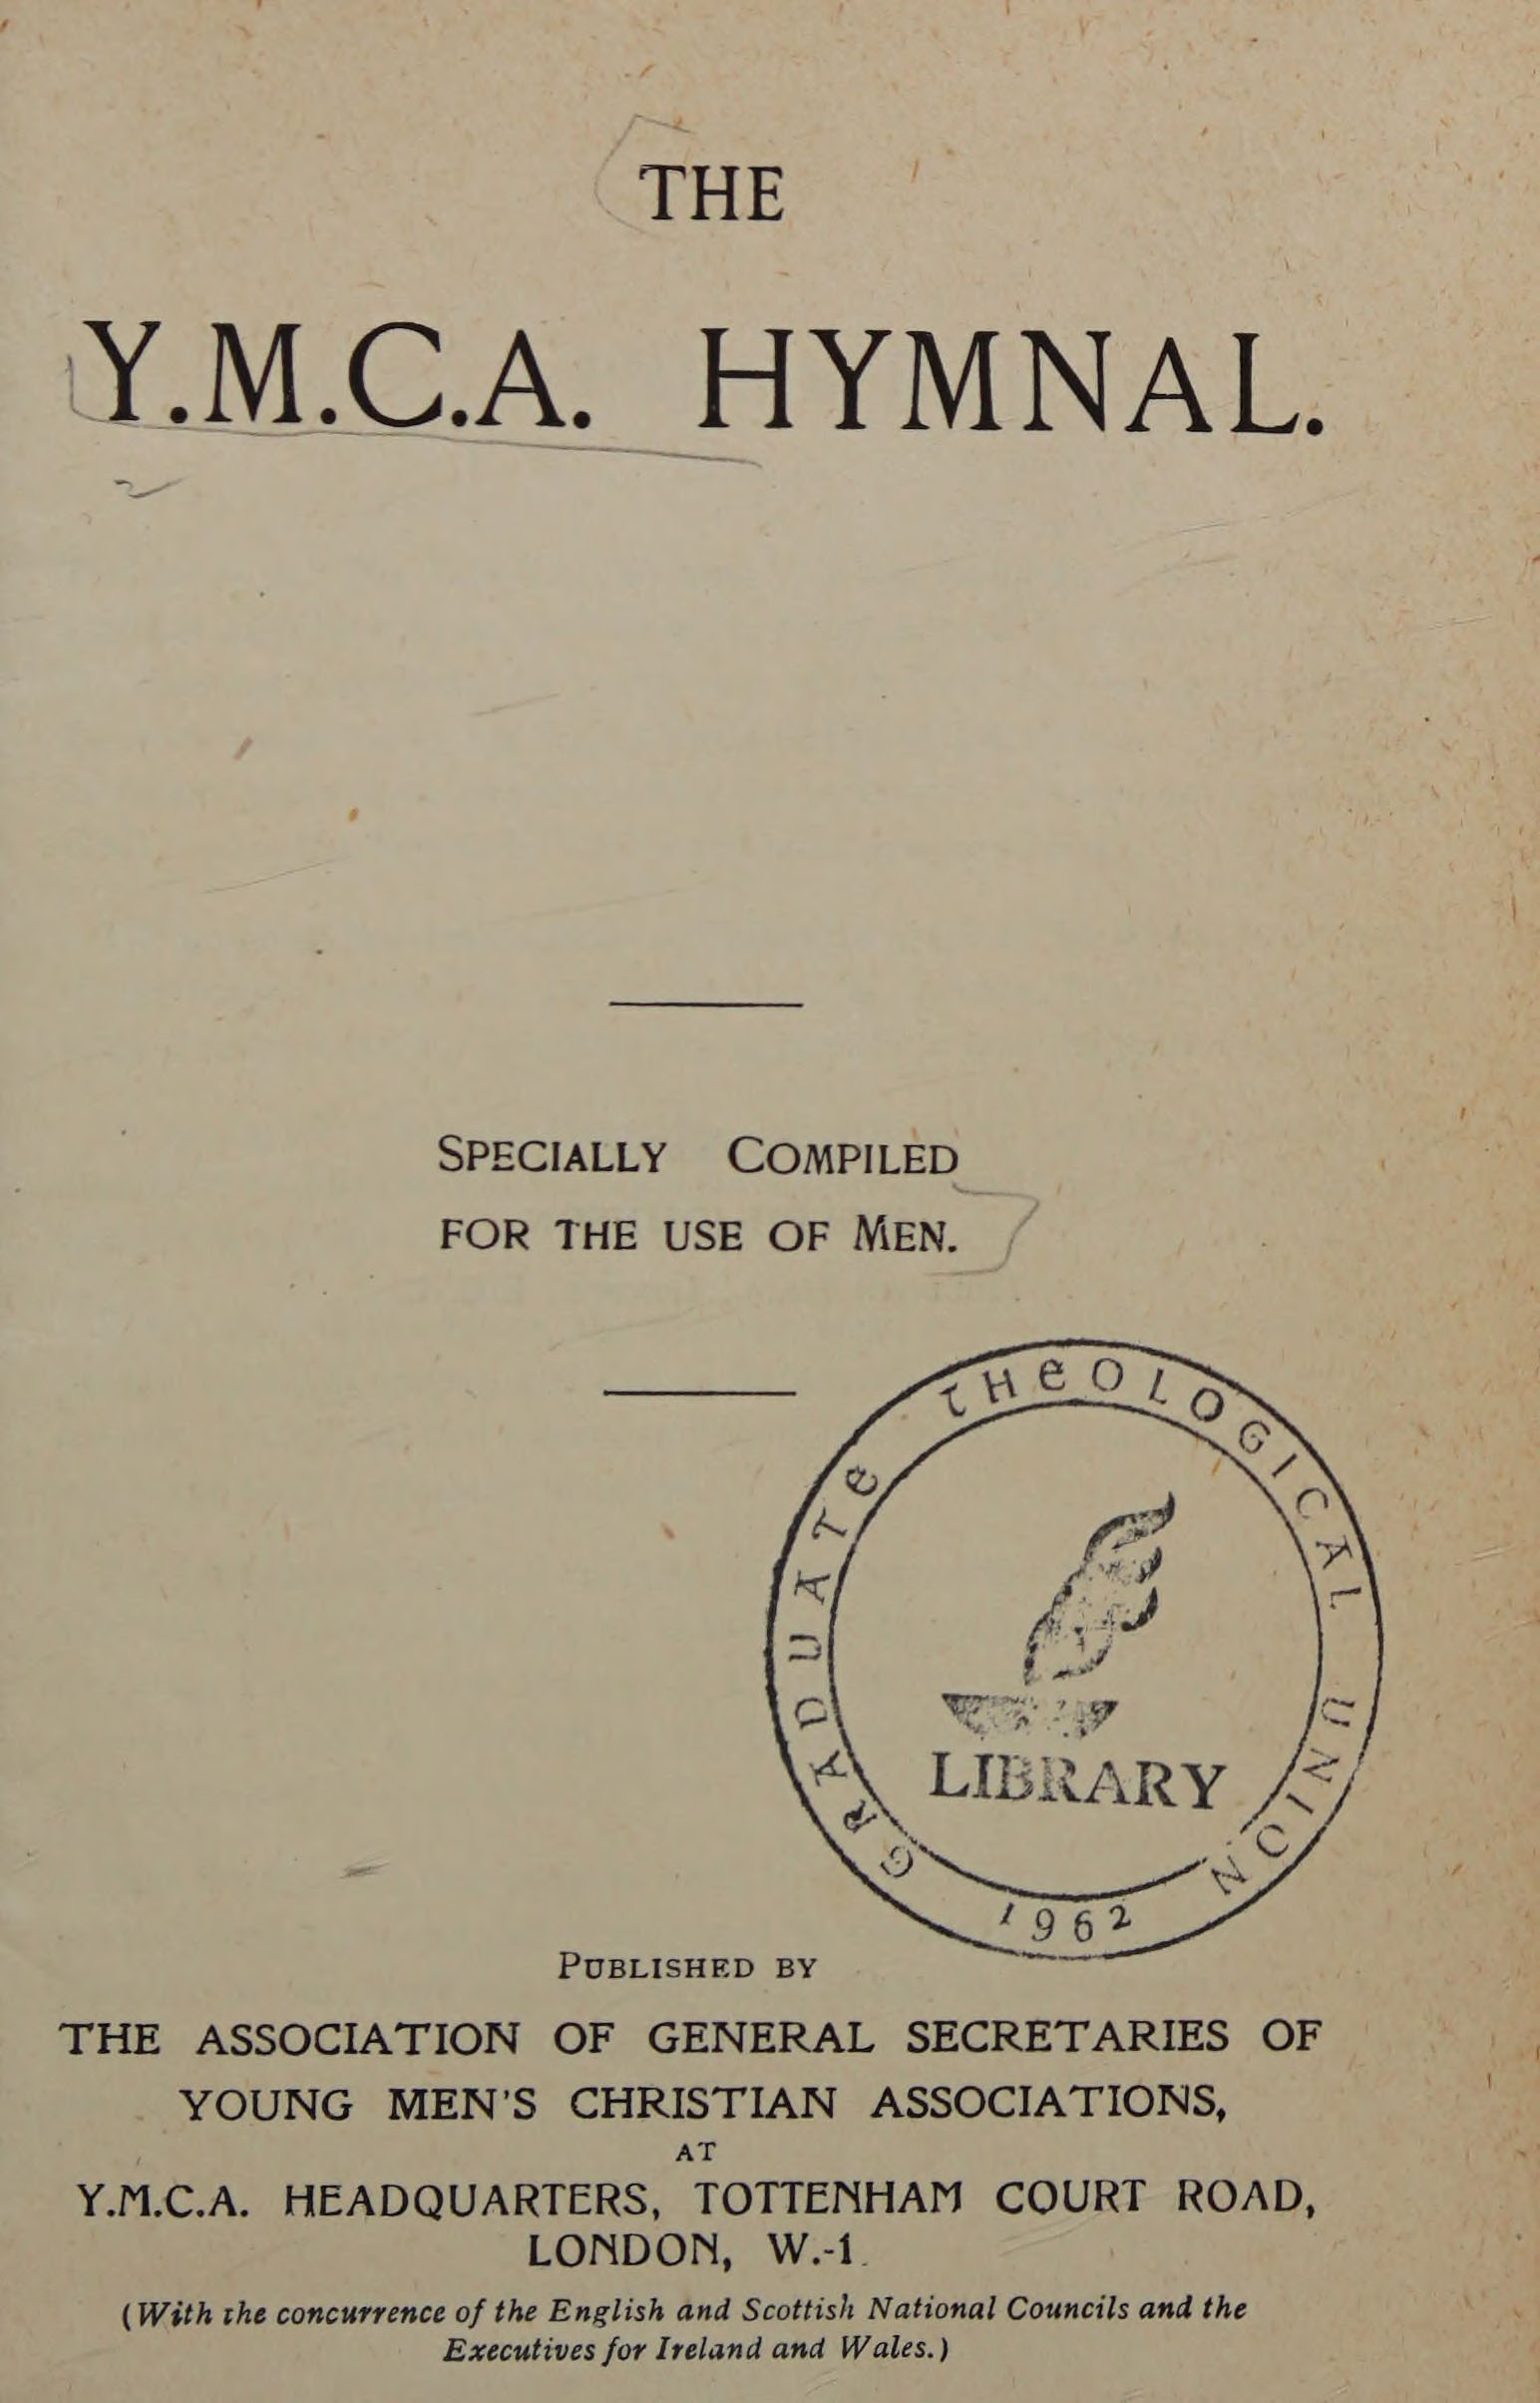 THE
Y.M.C.A. HYMNAL.
SPECIALLY COMPILED
FOR THE USE OF MEN.
GRADUATE THEOLOGICAL UNION
LIBRARY
1962
PUBLISHED BY
THE ASSOCIATION OF GENERAL SECRETARIES OF
YOUNG MEN'S CHRISTIAN ASSOCIATIONS,
AT
Y.M.C.A. HEADQUARTERS, TOTTENHAM COURT ROAD,
LONDON, W.-1.
(With the concurrence of the English and Scottish National Councils and the
Executives for Ireland and Wales.)